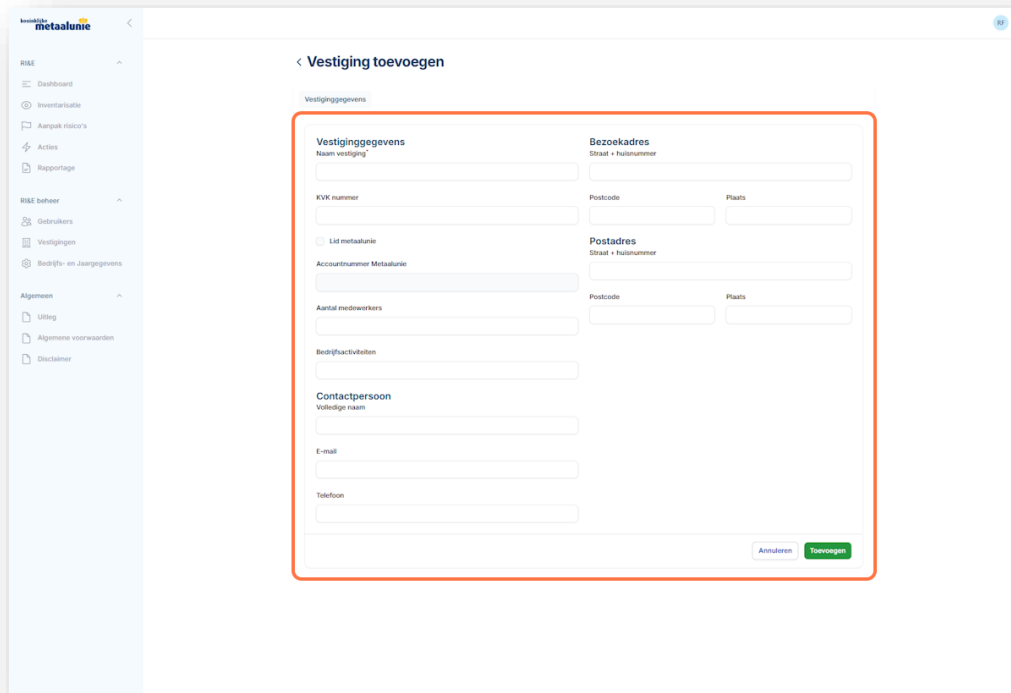 koninklijke
metaalunie
RF
RI&E
Dashboard
Inventarisatie
Aanpak risico's
Acties
Rapportage
RI&E beheer
Gebruikers
Vestigingen
Bedrijfs- en Jaargegevens
Algemeen
Uitleg
Algemene voorwaarden
Disclaimer
Vestiging toevoegen
Vestiginggegevens
Vestiginggegevens
Naam vestiging*
KVK nummer
Lid metaalunie
Accountnummer Metaalunie
Aantal medewerkers
Bedrijfsactiviteiten
Contactpersoon
Volledige naam
E-mail
Telefoon
Bezoekadres
Straat + huisnummer
Postcode Plaats
Postadres
Straat + huisnummer
Postcode Plaats
Annuleren Toevoegen